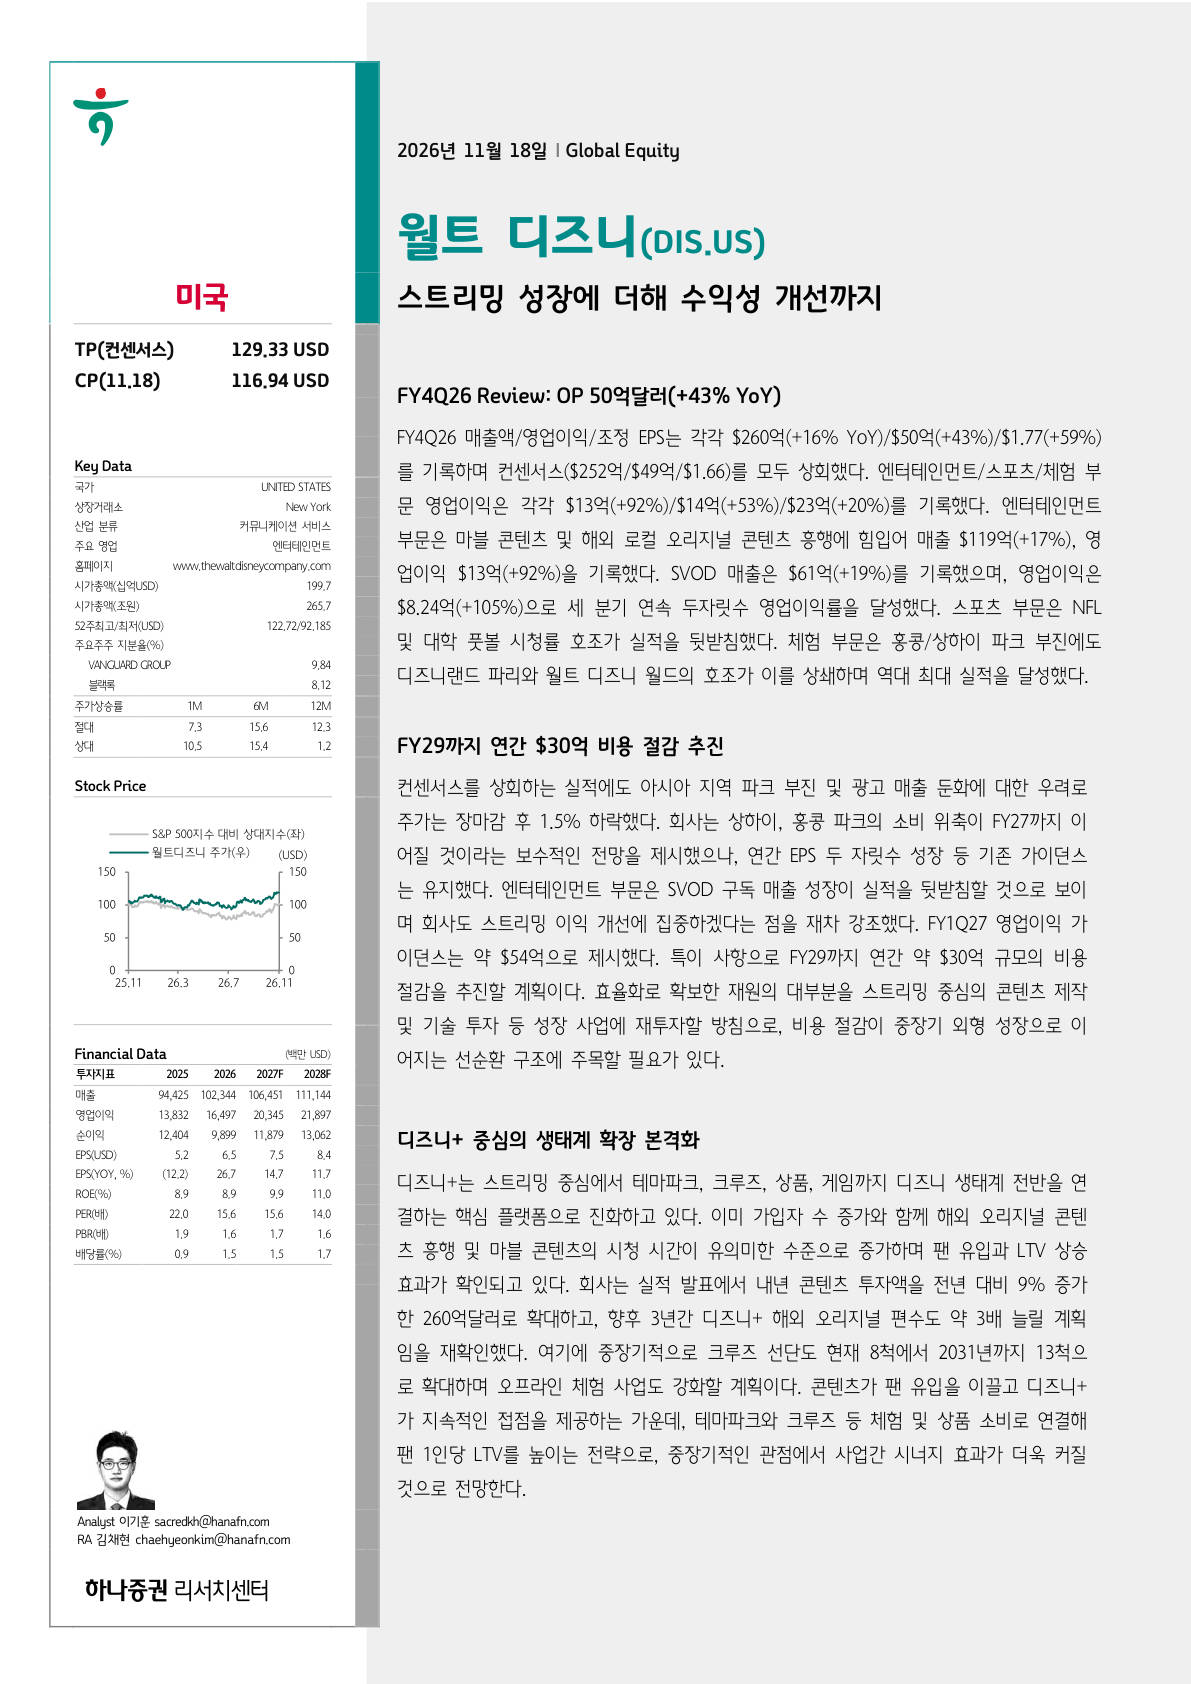 2026년 11월 18일 | Global Equity
월트 디즈니(DIS.US)
스트리밍 성장에 더해 수익성 개선까지
미국
TP(컨센서스) 129.33 USD
CP(11.18) 116.94 USD
Key Data
국가 UNITED STATES
상장거래소 New York
산업 분류 커뮤니케이션 서비스
주요 영업 엔터테인먼트
홈페이지 www.thewaltdisneycompany.com
시가총액(십억USD) 199.7
시가총액(조원) 265.7
52주최고/최저(USD) 122.72/92.185
주요주주 지분율(%)
VANGUARD GROUP 9.84
블랙록 8.12
주가상승률 1M 6M 12M
절대 7.3 15.6 12.3
상대 10.5 15.4 1.2
Stock Price
S&P 500지수 대비 상대지수(좌)
월트디즈니 주가(우) (USD)
150 150
100 100
50 50
0 0
25.11 26.3 26.7 26.11
Financial Data (백만 USD)
투자지표 2025 2026 2027F 2028F
매출 94,425 102,344 106,451 111,144
영업이익 13,832 16,497 20,345 21,897
순이익 12,404 9,899 11,879 13,062
EPS(USD) 5.2 6.5 7.5 8.4
EPS(YOY, %) (12.2) 26.7 14.7 11.7
ROE(%) 8.9 8.9 9.9 11.0
PER(배) 22.0 15.6 15.6 14.0
PBR(배) 1.9 1.6 1.7 1.6
배당률(%) 0.9 1.5 1.5 1.7
Analyst 이기훈 sacredkh@hanafn.com
RA 김채현 chaehyeonkim@hanafn.com
하나증권 리서치센터
FY4Q26 Review: OP 50억달러(+43% YoY)
FY4Q26 매출액/영업이익/조정 EPS는 각각 $260억(+16% YoY)/$50억(+43%)/$1.77(+59%)
를 기록하며 컨센서스($252억/$49억/$1.66)를 모두 상회했다. 엔터테인먼트/스포츠/체험 부
문 영업이익은 각각 $13억(+92%)/$14억(+53%)/$23억(+20%)를 기록했다. 엔터테인먼트
부문은 마블 콘텐츠 및 해외 로컬 오리지널 콘텐츠 흥행에 힘입어 매출 $119억(+17%), 영
업이익 $13억(+92%)을 기록했다. SVOD 매출은 $61억(+19%)를 기록했으며, 영업이익은
$8.24억(+105%)으로 세 분기 연속 두자릿수 영업이익률을 달성했다. 스포츠 부문은 NFL
및 대학 풋볼 시청률 호조가 실적을 뒷받침했다. 체험 부문은 홍콩/상하이 파크 부진에도
디즈니랜드 파리와 월트 디즈니 월드의 호조가 이를 상쇄하며 역대 최대 실적을 달성했다.
FY29까지 연간 $30억 비용 절감 추진
컨센서스를 상회하는 실적에도 아시아 지역 파크 부진 및 광고 매출 둔화에 대한 우려로
주가는 장마감 후 1.5% 하락했다. 회사는 상하이, 홍콩 파크의 소비 위축이 FY27까지 이
어질 것이라는 보수적인 전망을 제시했으나, 연간 EPS 두 자릿수 성장 등 기존 가이던스
는 유지했다. 엔터테인먼트 부문은 SVOD 구독 매출 성장이 실적을 뒷받침할 것으로 보이
며 회사도 스트리밍 이익 개선에 집중하겠다는 점을 재차 강조했다. FY1Q27 영업이익 가
이던스는 약 $54억으로 제시했다. 특이 사항으로 FY29까지 연간 약 $30억 규모의 비용
절감을 추진할 계획이다. 효율화로 확보한 재원의 대부분을 스트리밍 중심의 콘텐츠 제작
및 기술 투자 등 성장 사업에 재투자할 방침으로, 비용 절감이 중장기 외형 성장으로 이
어지는 선순환 구조에 주목할 필요가 있다.
디즈니+ 중심의 생태계 확장 본격화
디즈니+는 스트리밍 중심에서 테마파크, 크루즈, 상품, 게임까지 디즈니 생태계 전반을 연
결하는 핵심 플랫폼으로 진화하고 있다. 이미 가입자 수 증가와 함께 해외 오리지널 콘텐
츠 흥행 및 마블 콘텐츠의 시청 시간이 유의미한 수준으로 증가하며 팬 유입과 LTV 상승
효과가 확인되고 있다. 회사는 실적 발표에서 내년 콘텐츠 투자액을 전년 대비 9% 증가
한 260억달러로 확대하고, 향후 3년간 디즈니+ 해외 오리지널 편수도 약 3배 늘릴 계획
임을 재확인했다. 여기에 중장기적으로 크루즈 선단도 현재 8척에서 2031년까지 13척으
로 확대하며 오프라인 체험 사업도 강화할 계획이다. 콘텐츠가 팬 유입을 이끌고 디즈니+
가 지속적인 접점을 제공하는 가운데, 테마파크와 크루즈 등 체험 및 상품 소비로 연결해
팬 1인당 LTV를 높이는 전략으로, 중장기적인 관점에서 사업간 시너지 효과가 더욱 커질
것으로 전망한다.